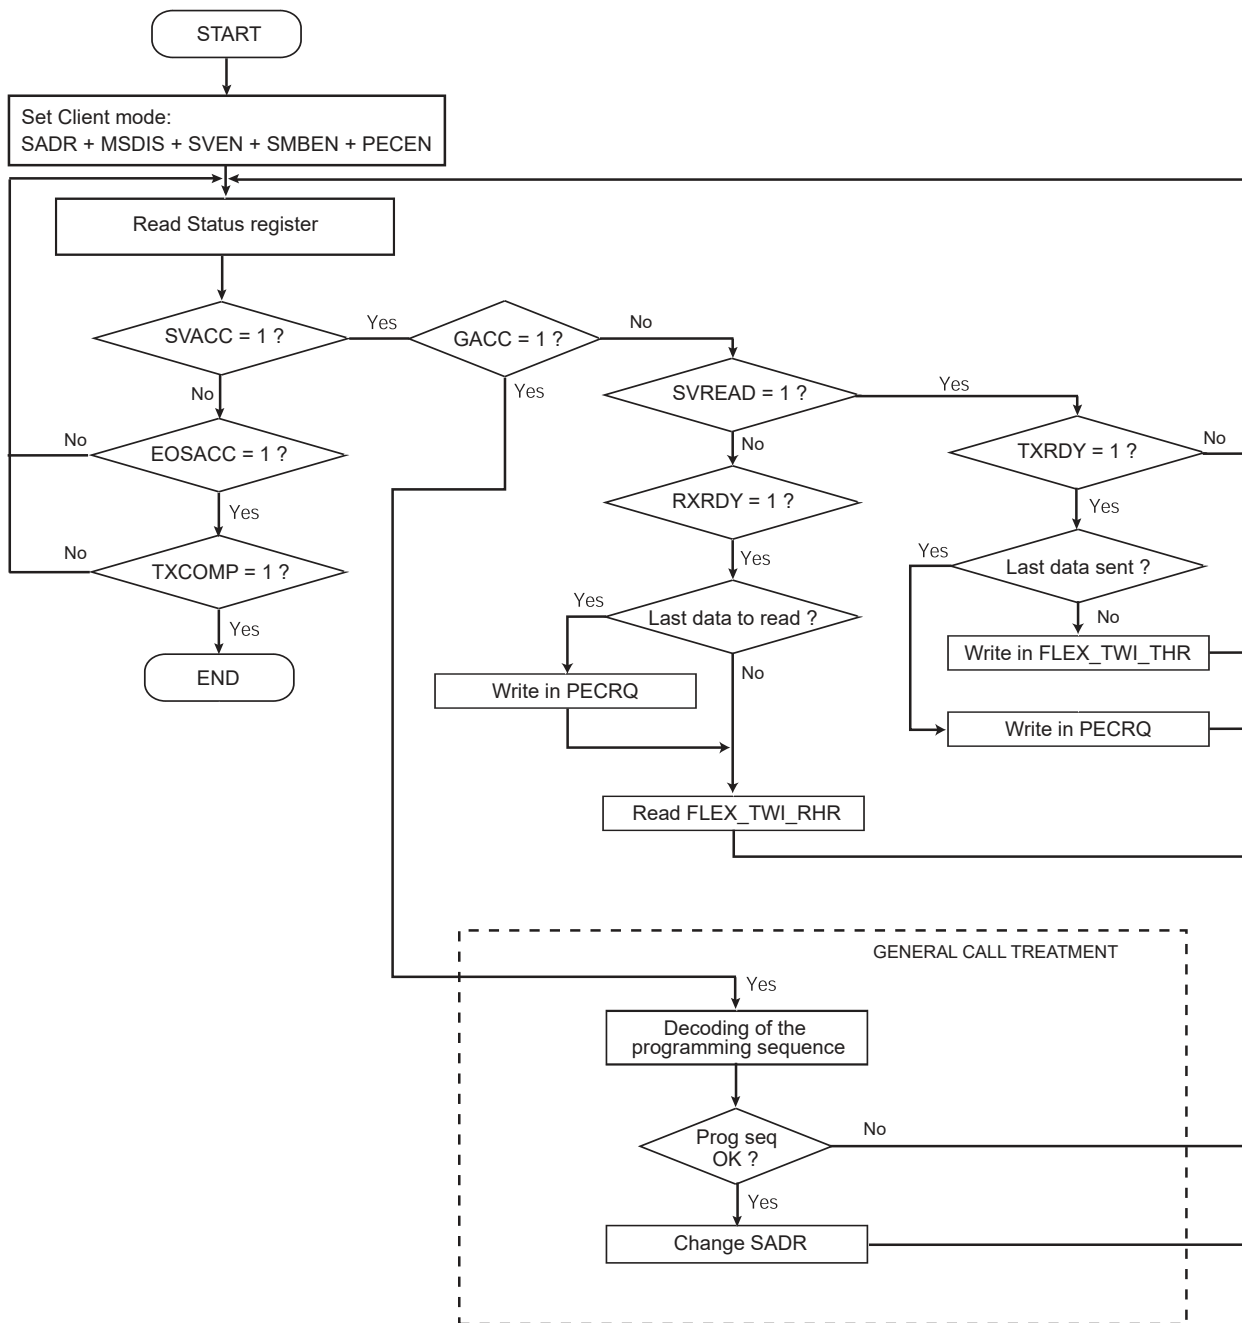 START
Set Client mode:
SADR + MSDIS + SVEN + SMBEN + PECEN
Read Status register
SVACC = 1 ?
Yes
GACC = 1 ?
No
SVREAD = 1 ?
Yes
No
Yes
TXRDY = 1 ?
No
No
EOSACC = 1 ?
No
RXRDY = 1 ?
Yes
Yes
Yes
Yes
Last data sent ?
No
TXCOMP = 1 ?
Yes
Last data to read ?
No
Yes
Write in FLEX_TWI_THR
END
No
Write in PECRQ
Write in PECRQ
Read FLEX_TWI_RHR
GENERAL CALL TREATMENT
Yes
Decoding of the
programming sequence
Prog seq
OK ?
No
Yes
Change SADR